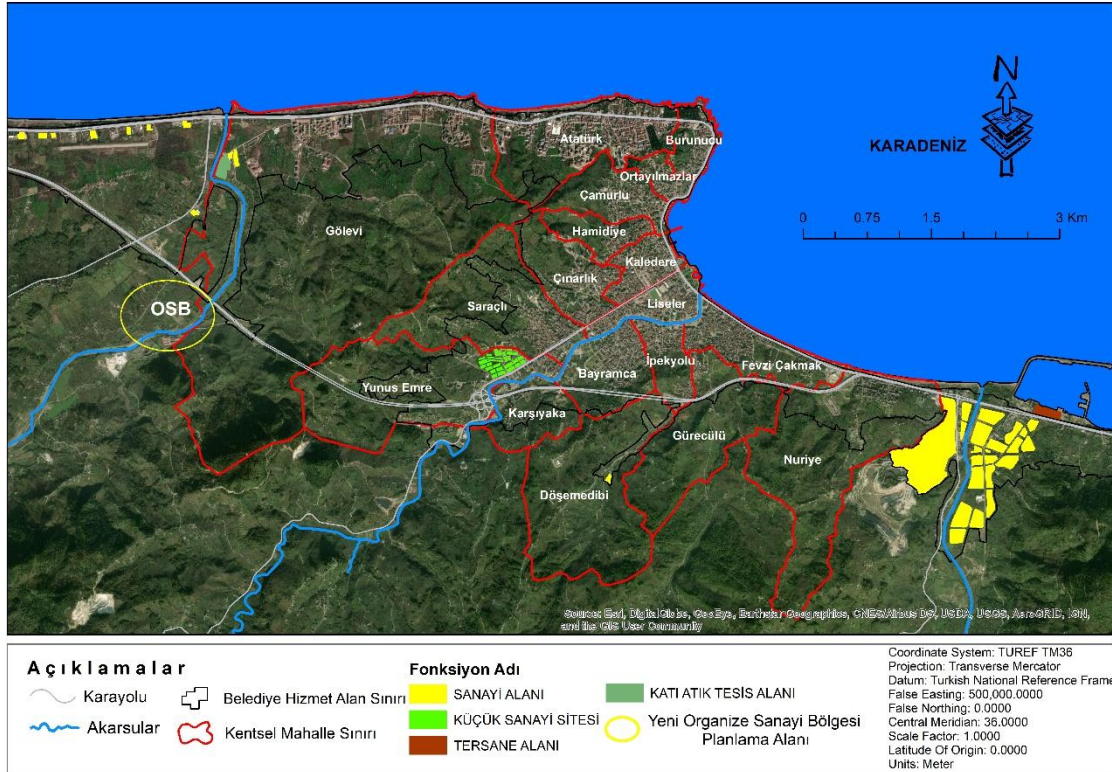 N
KARADENİZ
0 0.75 1.5 3 Km
Atatürk
Burunucu
Ortayılmazlar
Çamurlu
Gölevi
Hamidiye
Kaledere
Çınarlık
Saraçlı
Liseler
OSB
İpekyolu
Fevzi Çakmak
Bayramca
Yunus Emre
Karşıyaka
Gürecülü
Nuriye
Döşemedibi
Source: Esri, DigitalGlobe, GeoEye, Earthstar Geographics, CNES/Airbus DS, USDA, USGS, AeroGRID, IGN,
and the GIS User Community
Açıklamalar
Karayolu
Belediye Hizmet Alan Sınırı
Akarsular
Kentsel Mahalle Sınırı
Fonksiyon Adı
SANAYİ ALANI
KATI ATIK TESİS ALANI
KÜÇÜK SANAYİ SİTESİ
Yeni Organize Sanayi Bölgesi
Planlama Alanı
TERSANE ALANI
Coordinate System: TUREF TM36
Projection: Transverse Mercator
Datum: Turkish National Reference Frame
False Easting: 500,000.0000
False Northing: 0.0000
Central Meridian: 36.0000
Scale Factor: 1.0000
Latitude Of Origin: 0.0000
Units: Meter